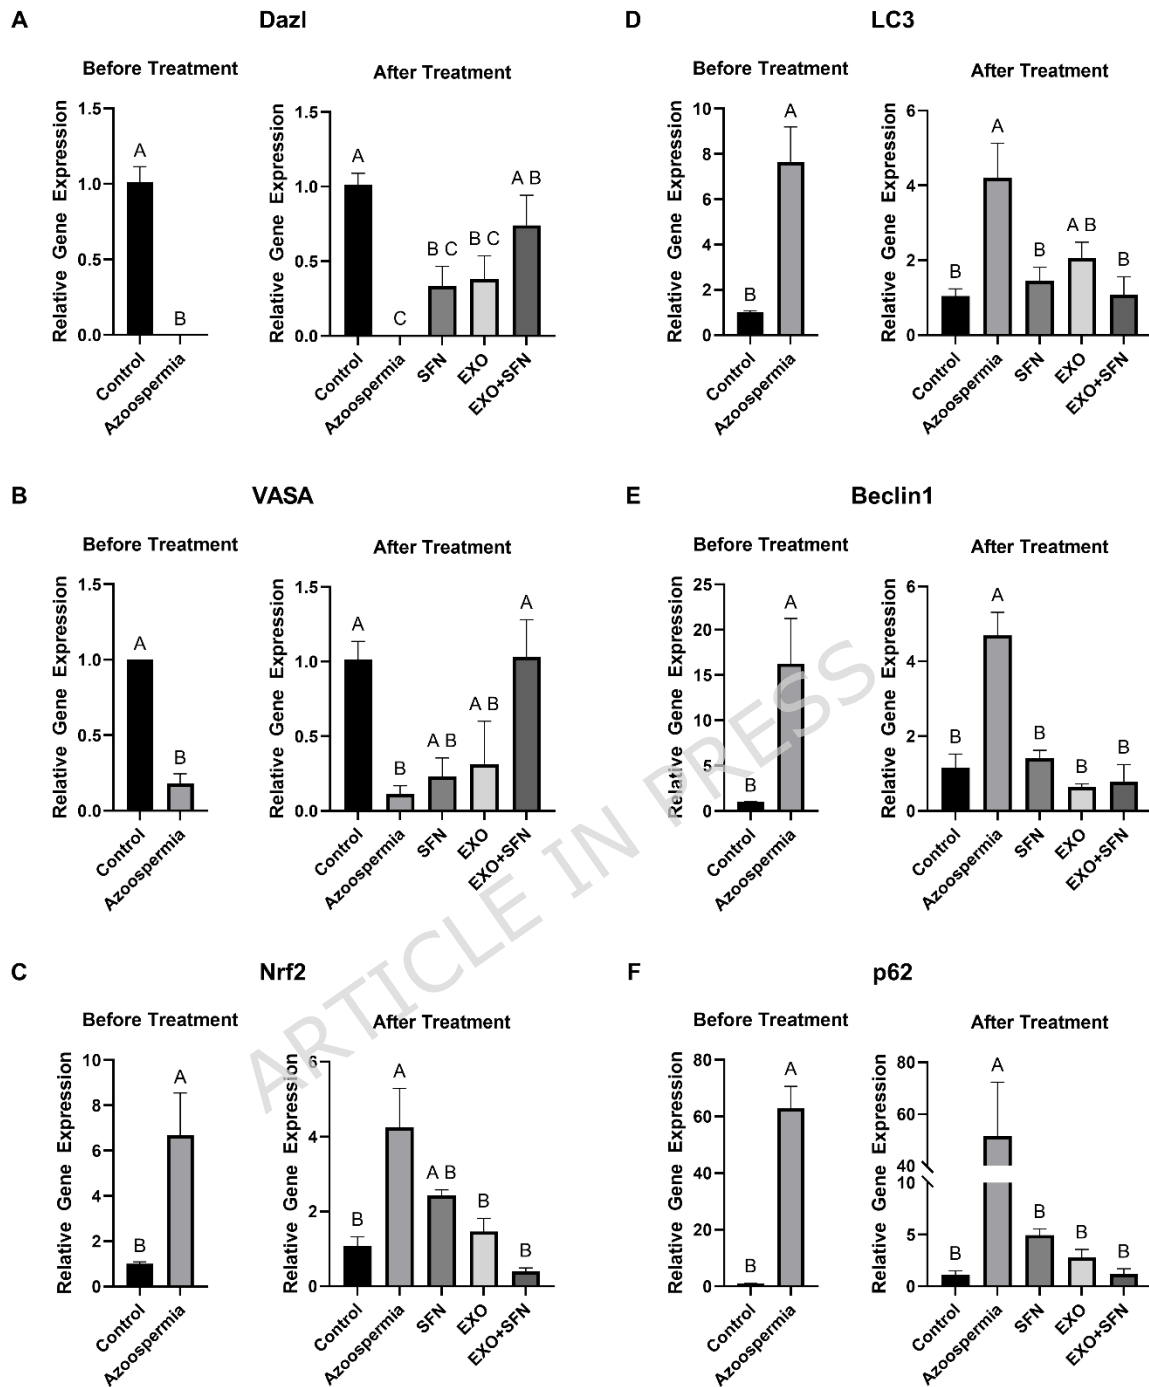 A Dazl
Before Treatment After Treatment
Relative Gene Expression
1.5
1.0
0.5
0.0
A
B
Control
Azoospermia
Relative Gene Expression
1.5
1.0
0.5
0.0
A
C
B C
B C
A B
Control
Azoospermia
SFN
EXO
EXO+SFN
D LC3
Before Treatment After Treatment
Relative Gene Expression
10
8
6
4
2
0
B
A
Control
Azoospermia
Relative Gene Expression
6
4
2
0
B
A
B
A B
B
Control
Azoospermia
SFN
EXO
EXO+SFN
B VASA
Before Treatment After Treatment
Relative Gene Expression
1.5
1.0
0.5
0.0
A
B
Control
Azoospermia
Relative Gene Expression
1.5
1.0
0.5
0.0
A
B
A B
A B
A
Control
Azoospermia
SFN
EXO
EXO+SFN
E Beclin1
Before Treatment After Treatment
Relative Gene Expression
25
20
15
10
5
0
B
A
Control
Azoospermia
Relative Gene Expression
6
4
2
0
B
A
B
B
B
Control
Azoospermia
SFN
EXO
EXO+SFN
C Nrf2
Before Treatment After Treatment
Relative Gene Expression
10
8
6
4
2
0
B
A
Control
Azoospermia
Relative Gene Expression
6
4
2
0
B
A
A B
B
B
Control
Azoospermia
SFN
EXO
EXO+SFN
F p62
Before Treatment After Treatment
Relative Gene Expression
80
60
40
20
0
B
A
Control
Azoospermia
Relative Gene Expression
80
60
40
10
5
0
B
A
B
B
B
Control
Azoospermia
SFN
EXO
EXO+SFN
ARTICLE IN PRESS